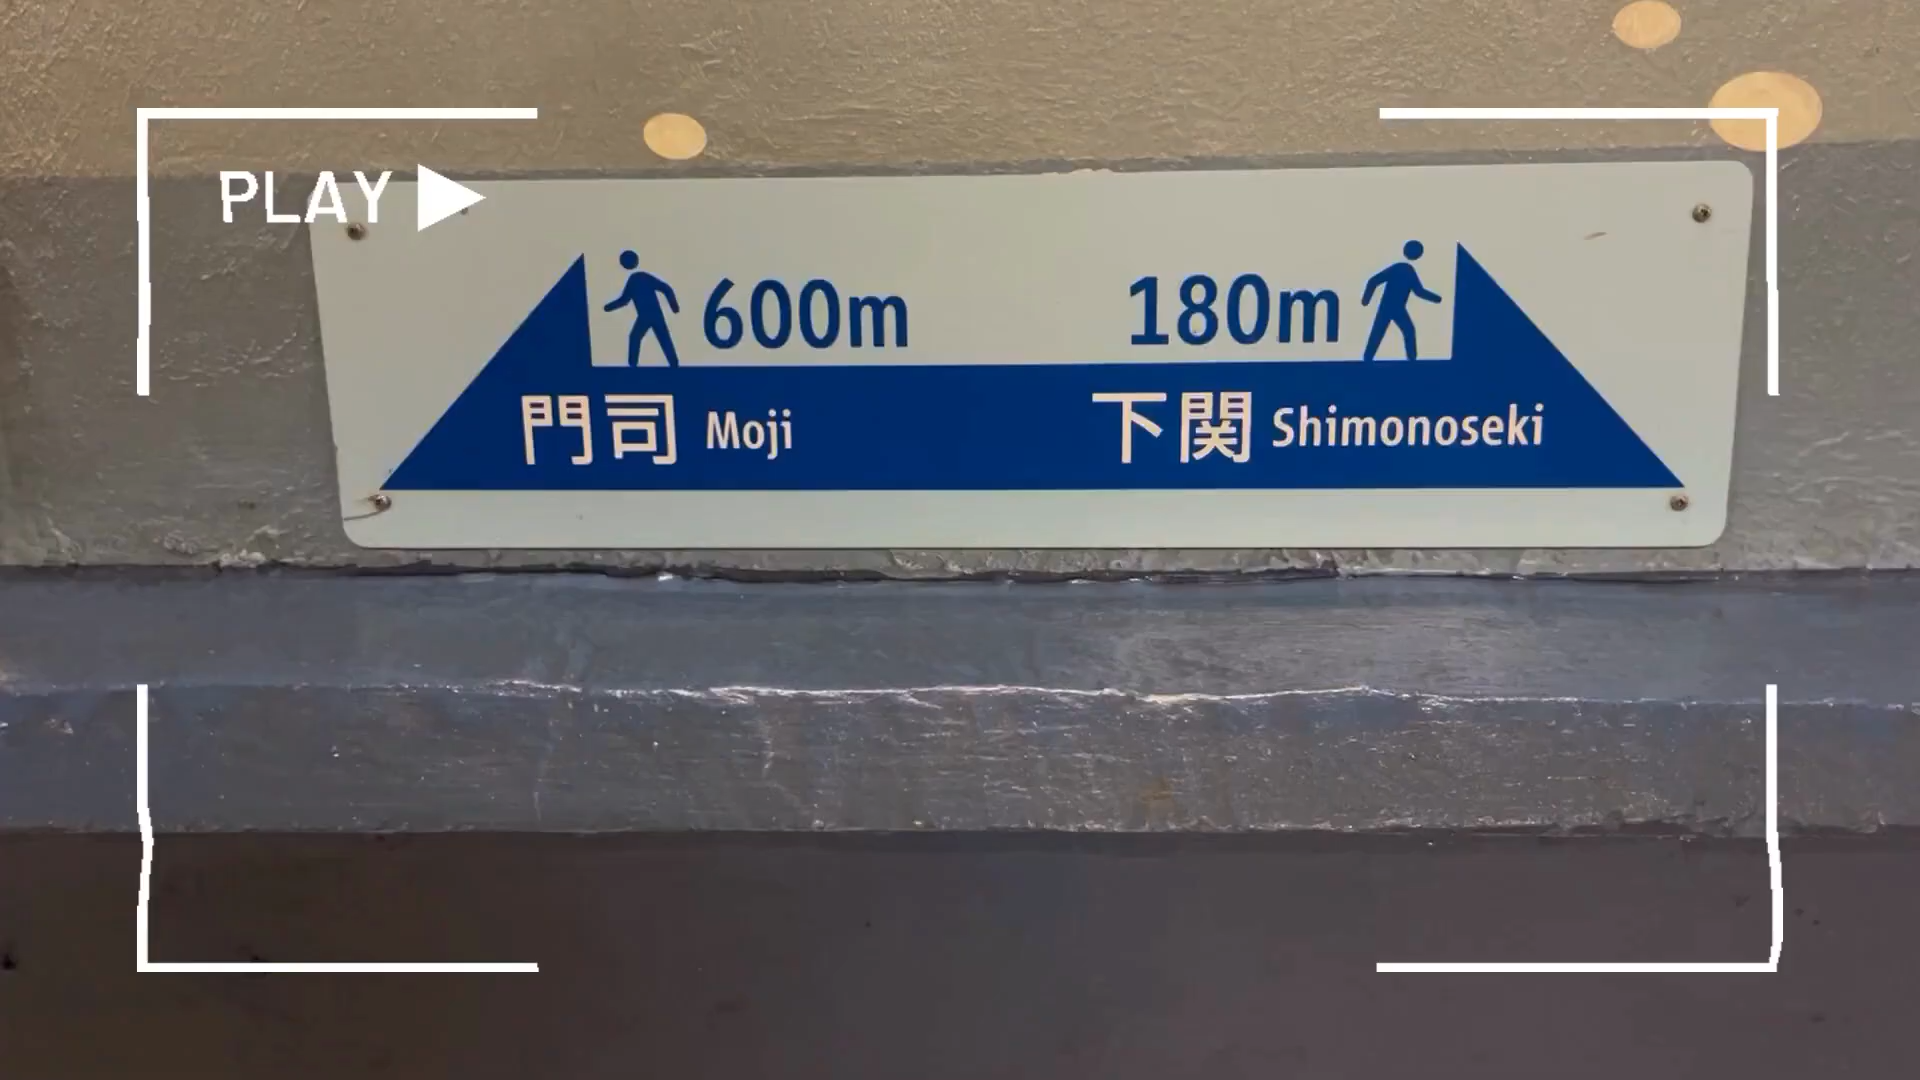 PLAY
600m
180m
門司 Moji
下関 Shimonoseki